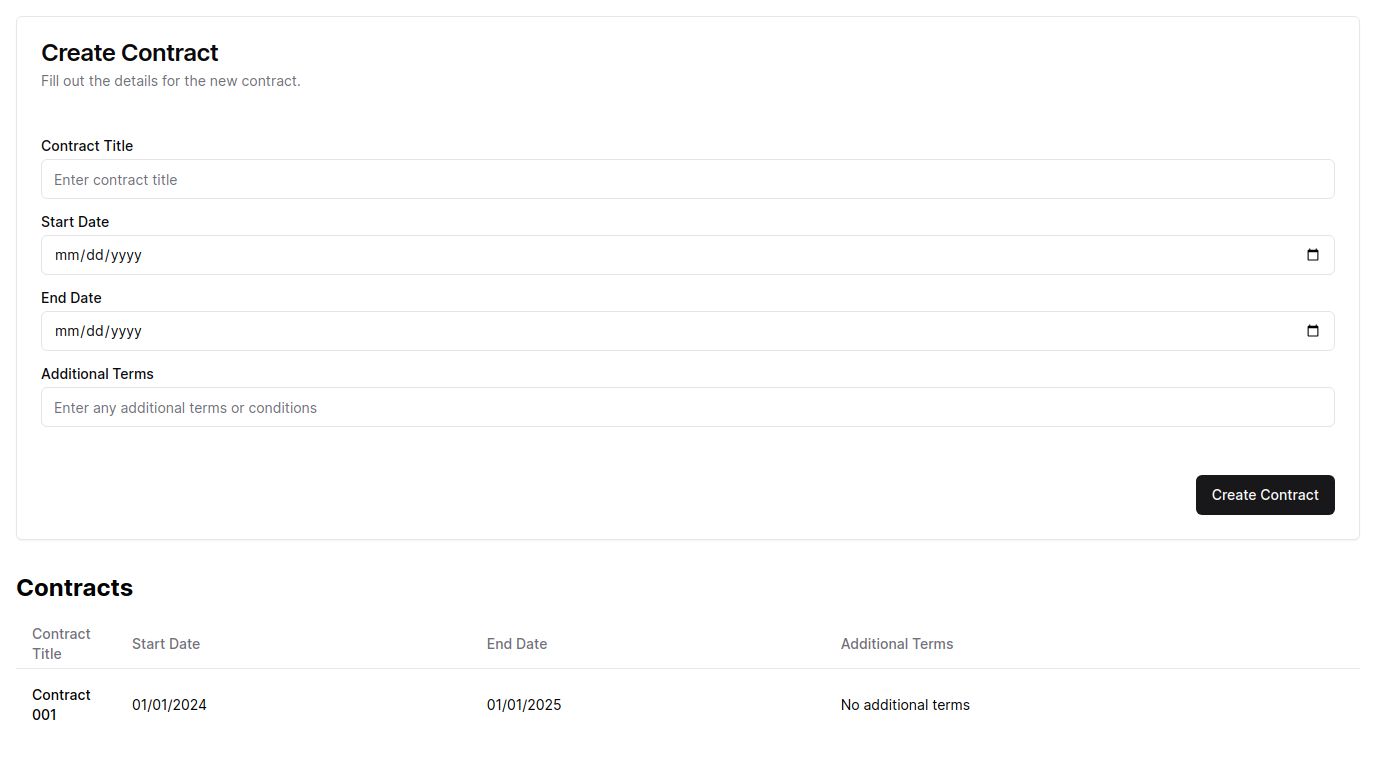 Create Contract
Fill out the details for the new contract.
Contract Title
Enter contract title
Start Date
mm/dd/yyyy
End Date
mm/dd/yyyy
Additional Terms
Enter any additional terms or conditions
Create Contract
Contracts
Contract
Title
Start Date
End Date
Additional Terms
Contract
001
01/01/2024
01/01/2025
No additional terms